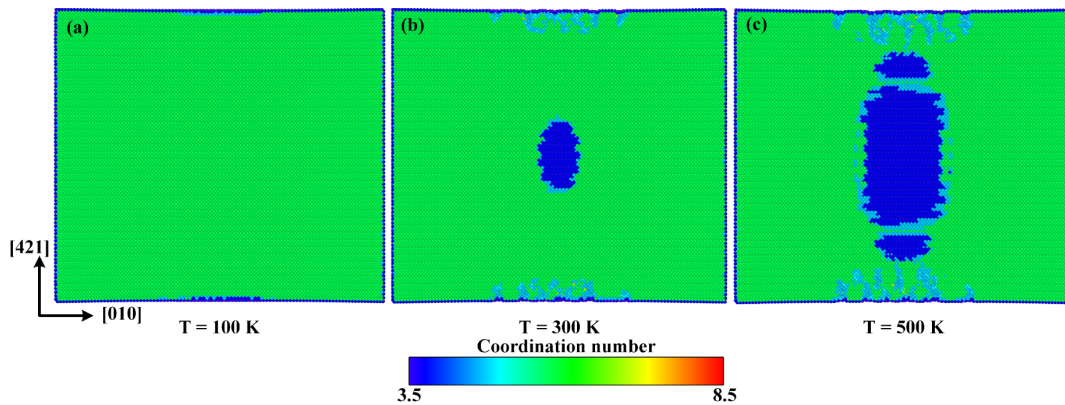 (a)
(b)
(c)
[421]
[010]
T = 100 K
T = 300 K
T = 500 K
Coordination number
3.5
8.5